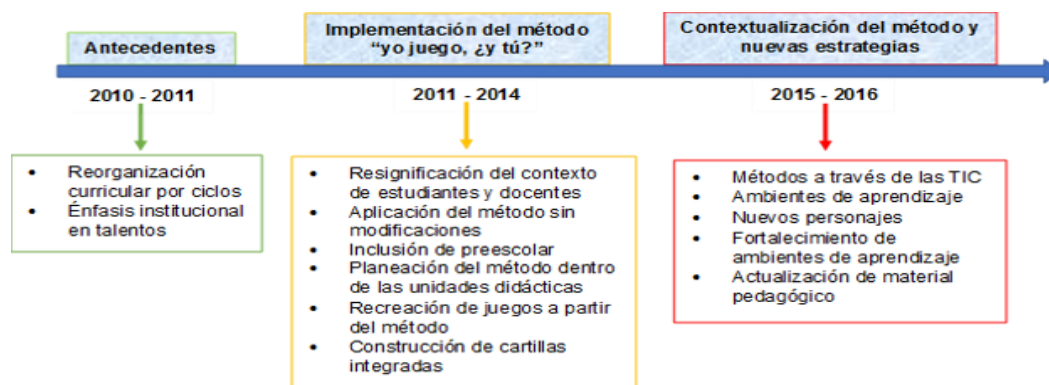 Antecedentes
2010 - 2011
• Reorganización
curricular por ciclos
• Énfasis institucional
en talentos
Implementación del método
“yo juego, ¿y tú?”
2011 - 2014
• Resignificación del contexto
de estudiantes y docentes
• Aplicación del método sin
modificaciones
• Inclusión de preescolar
• Planeación del método dentro
de las unidades didácticas
• Recreación de juegos a partir
del método
• Construcción de cartillas
integradas
Contextualización del método y
nuevas estrategias
2015 - 2016
• Métodos a través de las TIC
• Ambientes de aprendizaje
• Nuevos personajes
• Fortalecimiento de
ambientes de aprendizaje
• Actualización de material
pedagógico